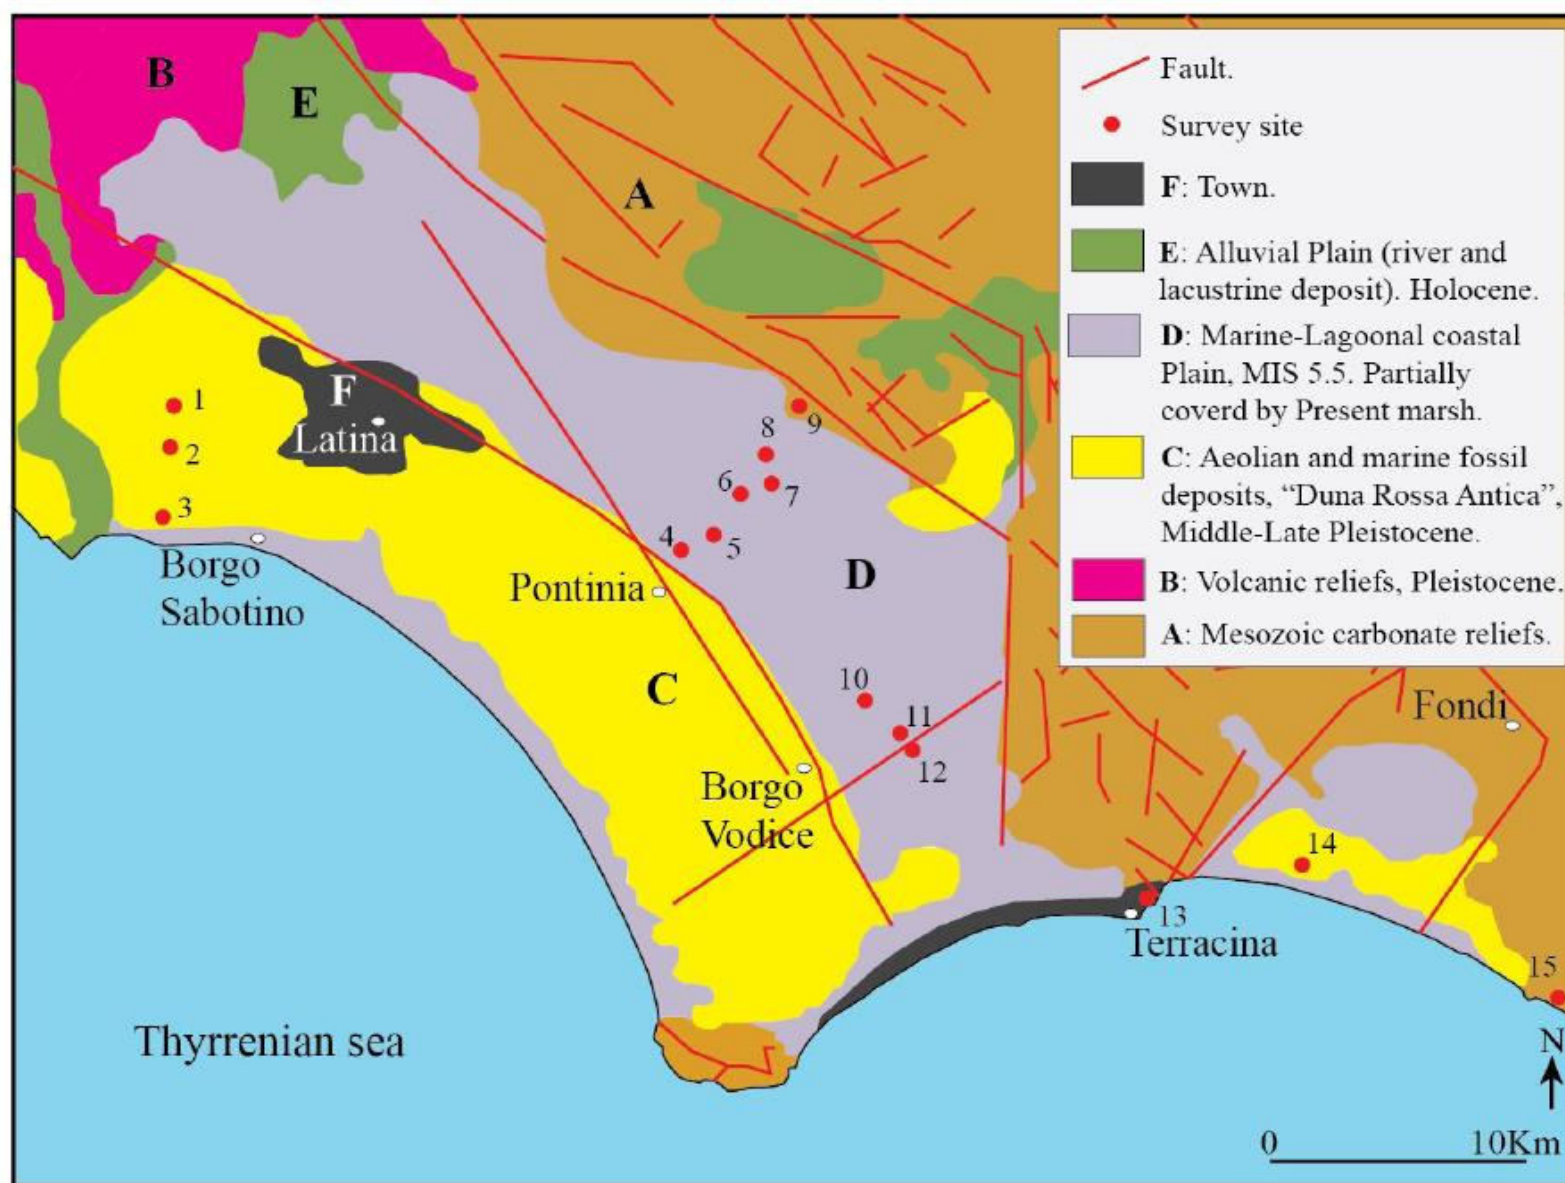 B
E
A
Fault.
Survey site
F: Town.
E: Alluvial Plain (river and
lacustrine deposit). Holocene.
D: Marine-Lagoonal coastal
Plain, MIS 5.5. Partially
coverd by Present marsh.
C: Aeolian and marine fossil
deposits, “Duna Rossa Antica”,
Middle-Late Pleistocene.
B: Volcanic reliefs, Pleistocene.
A: Mesozoic carbonate reliefs.
F
Latina
1
2
3
Borgo
Sabotino
4
5
6
7
8
9
Pontinia
D
C
10
11
12
Borgo
Vodice
Fondi
14
13
Terracina
15
Thyrrenian sea
N
0 10Km